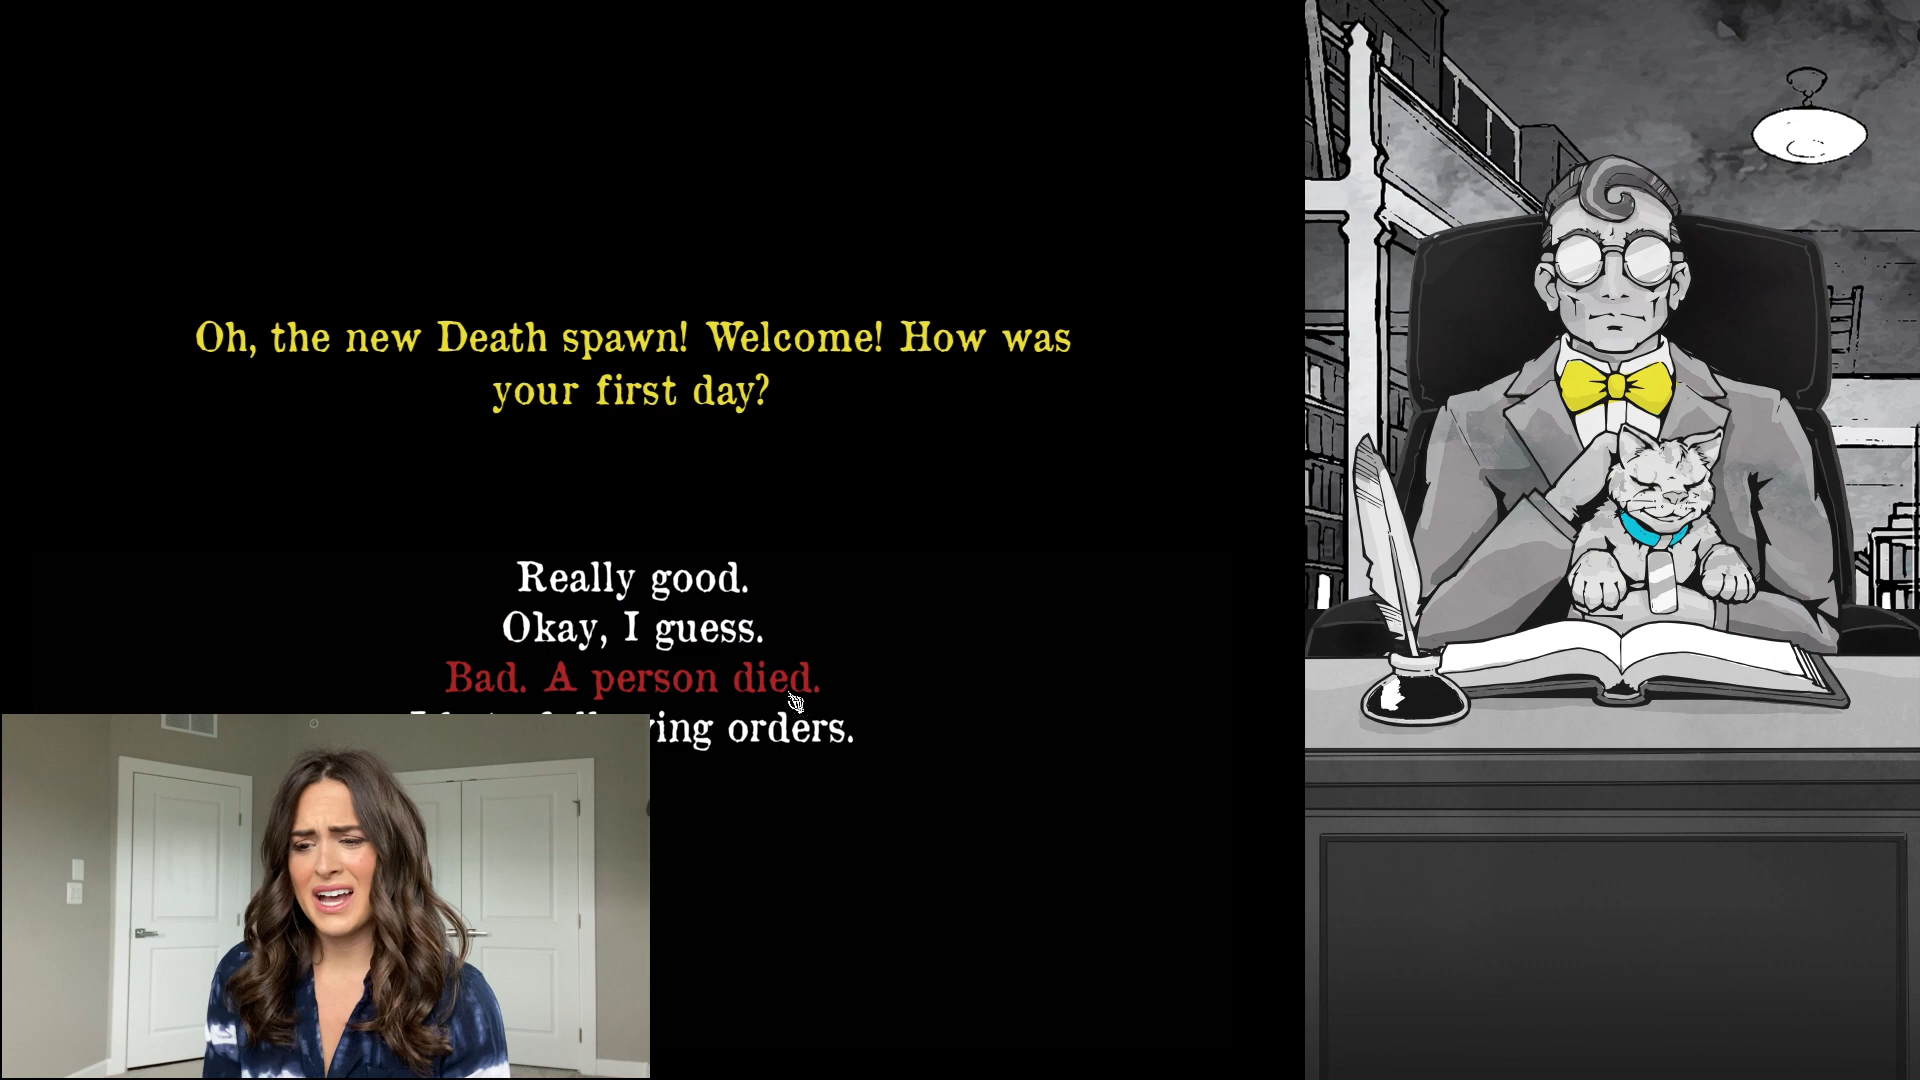 Oh, the new Death spawn! Welcome! How was
your first day?
Really good.
Okay, I guess.
Bad. A person died.
orders.